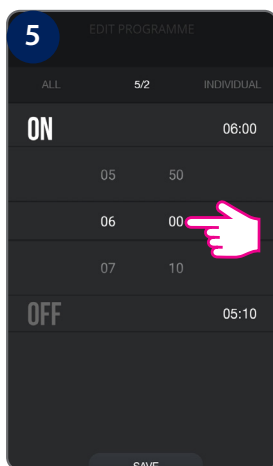 5
EDIT PROGRAMME
ALL 5/2 INDIVIDUAL
ON 06:00
05 50
06 00
07 10
OFF 05:10
SAVE